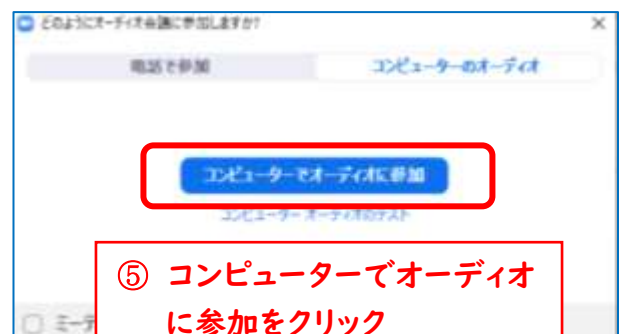 どのようにオーディオ会議に参加しますか?
電話で参加
コンピューターのオーディオ
コンピューターでオーディオに参加
コンピューター オーディオのテスト
⑤ コンピューターでオーディオ
に参加をクリック
ミーテ